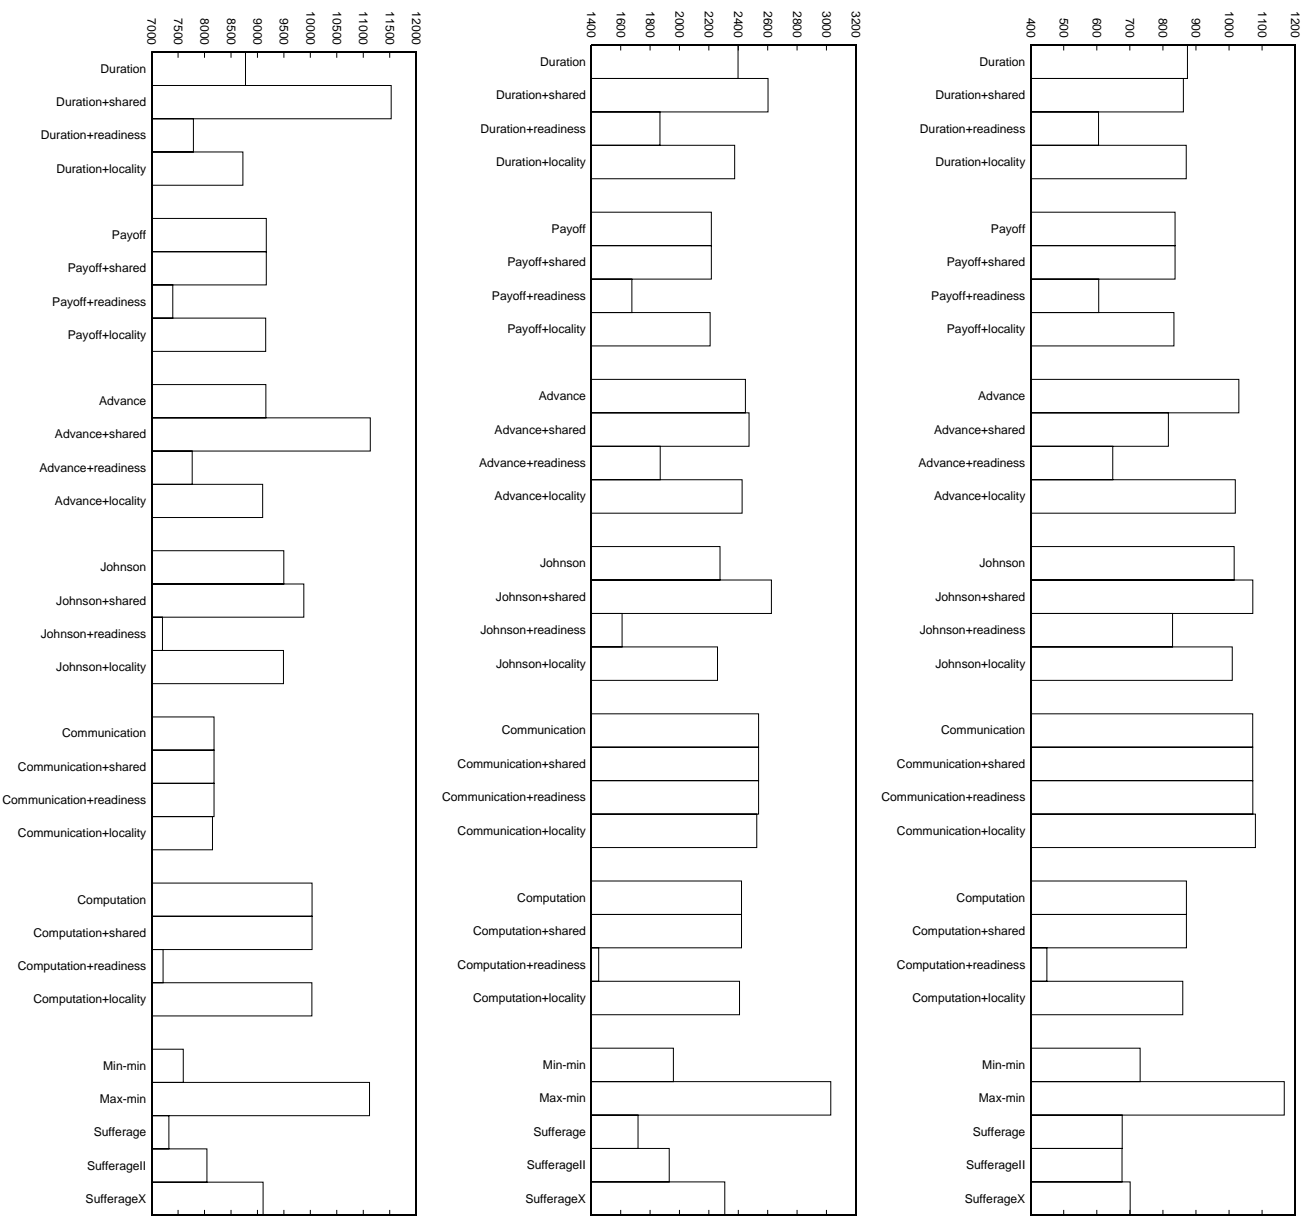 7000 7500 8000 8500 9000 9500 10000 10500 11000 11500 12000
Duration
Duration+shared
Duration+readiness
Duration+locality
Payoff
Payoff+shared
Payoff+readiness
Payoff+locality
Advance
Advance+shared
Advance+readiness
Advance+locality
Johnson
Johnson+shared
Johnson+readiness
Johnson+locality
Communication
Communication+shared
Communication+readiness
Communication+locality
Computation
Computation+shared
Computation+readiness
Computation+locality
Min-min
Max-min
Sufferage
SufferageII
SufferageX
1400 1600 1800 2000 2200 2400 2600 2800 3000 3200
Duration
Duration+shared
Duration+readiness
Duration+locality
Payoff
Payoff+shared
Payoff+readiness
Payoff+locality
Advance
Advance+shared
Advance+readiness
Advance+locality
Johnson
Johnson+shared
Johnson+readiness
Johnson+locality
Communication
Communication+shared
Communication+readiness
Communication+locality
Computation
Computation+shared
Computation+readiness
Computation+locality
Min-min
Max-min
Sufferage
SufferageII
SufferageX
400 500 600 700 800 900 1000 1100 1200
Duration
Duration+shared
Duration+readiness
Duration+locality
Payoff
Payoff+shared
Payoff+readiness
Payoff+locality
Advance
Advance+shared
Advance+readiness
Advance+locality
Johnson
Johnson+shared
Johnson+readiness
Johnson+locality
Communication
Communication+shared
Communication+readiness
Communication+locality
Computation
Computation+shared
Computation+readiness
Computation+locality
Min-min
Max-min
Sufferage
SufferageII
SufferageX